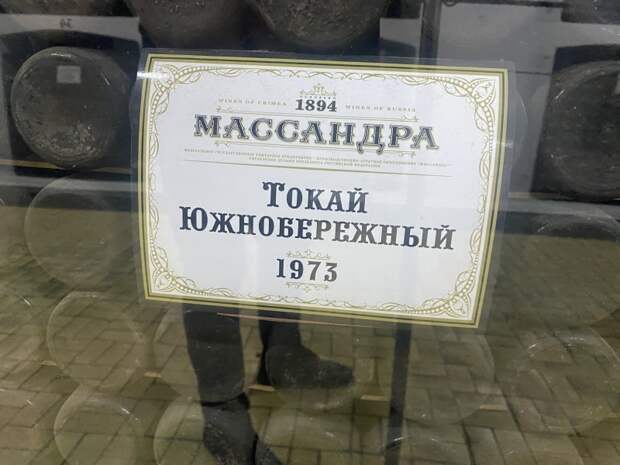 1894
WINES OF CRIMEA WINES OF RUSSIA
МАССАНДРА
ТОКАЙ
ЮЖНОБЕРЕЖНЫЙ
1973